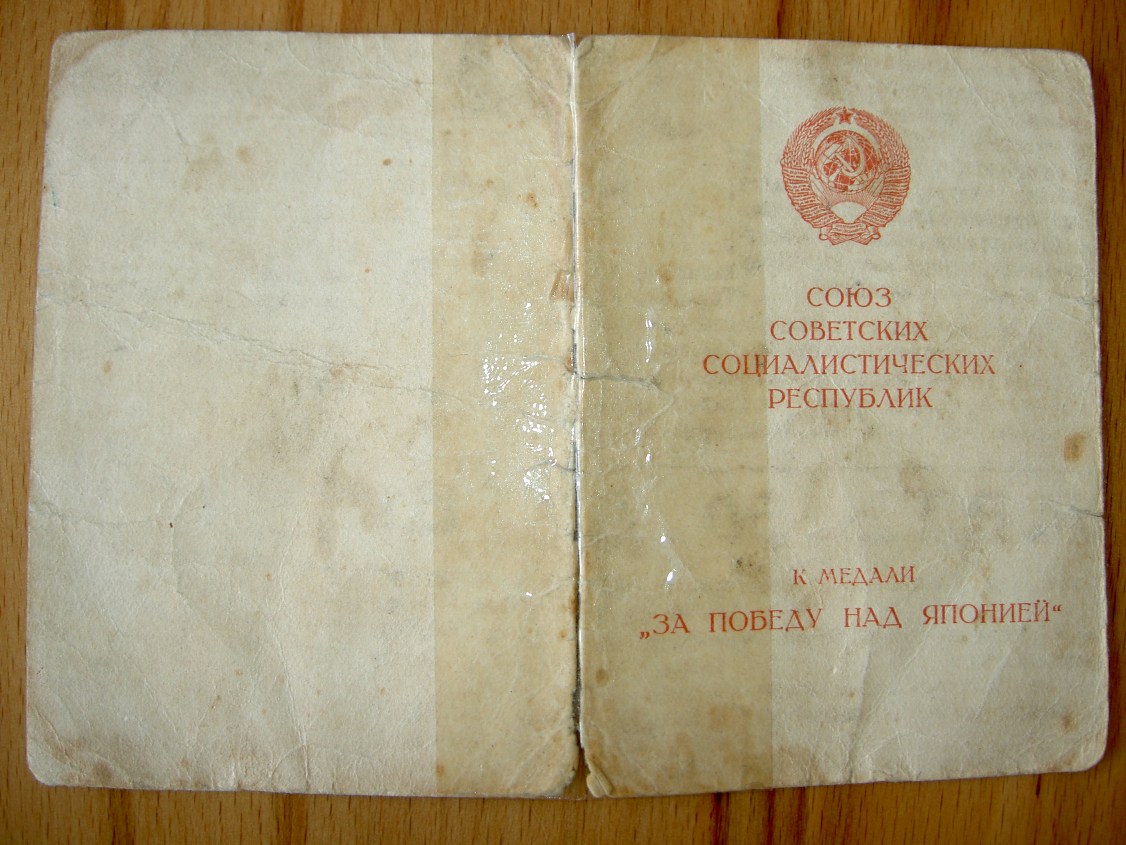 СОЮЗ
СОВЕТСКИХ
СОЦИАЛИСТИЧЕСКИХ
РЕСПУБЛИК
К МЕДАЛИ
„ЗА ПОБЕДУ НАД ЯПОНИЕЙ“